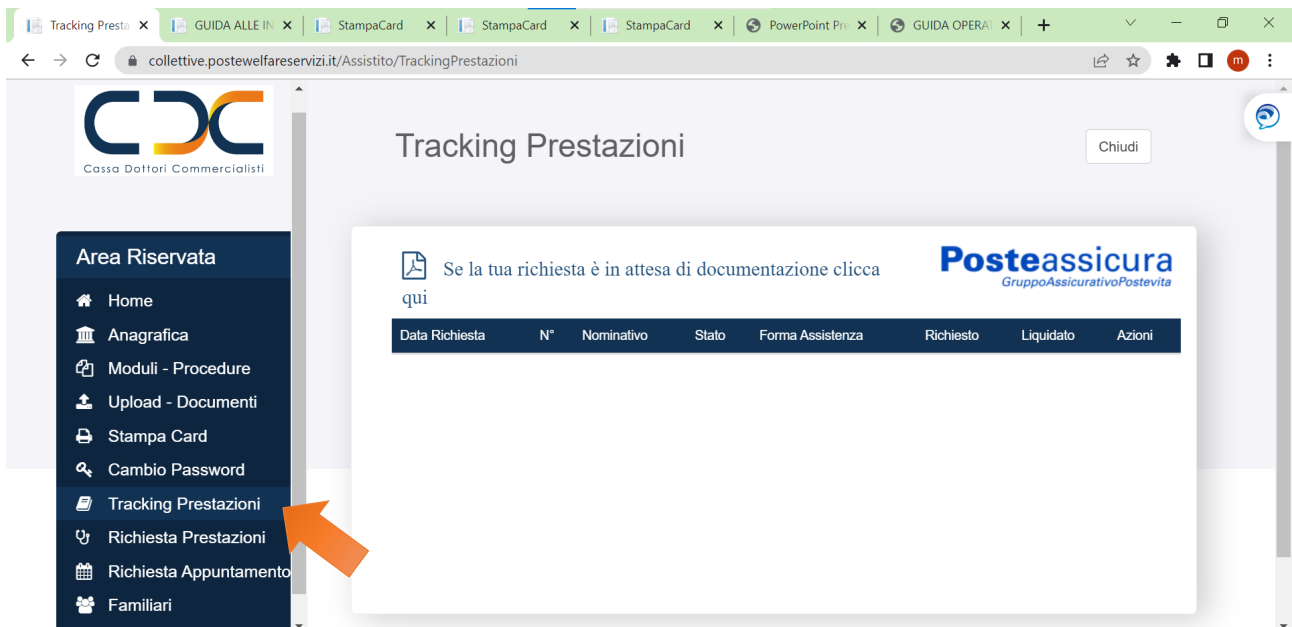 Tracking Presta
GUIDA ALLE IN
StampaCard
StampaCard
StampaCard
PowerPoint Pre
GUIDA OPERAT
collettive.postewelfareservizi.it/Assistito/TrackingPrestazioni
m
CDC
Cassa Dottori Commercialisti
Tracking Prestazioni
Chiudi
Area Riservata
Home
Anagrafica
Moduli - Procedure
Upload - Documenti
Stampa Card
Cambio Password
Tracking Prestazioni
Richiesta Prestazioni
Richiesta Appuntamento
Familiari
Se la tua richiesta è in attesa di documentazione clicca
qui
Posteassicura
GruppoAssicurativoPostevita
Data Richiesta N° Nominativo Stato Forma Assistenza Richiesto Liquidato Azioni